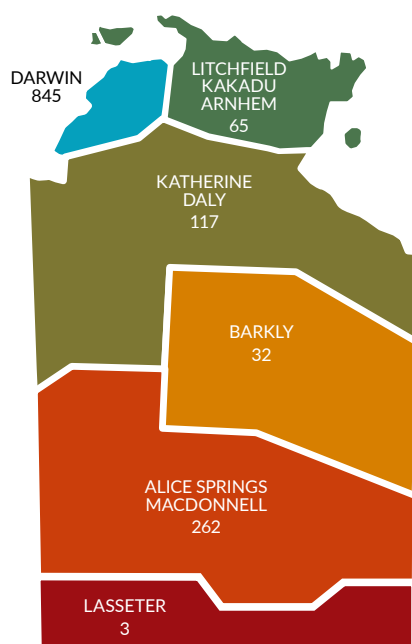 DARWIN
845
LITCHFIELD
KAKADU
ARNHEM
65
KATHERINE
DALY
117
BARKLY
32
ALICE SPRINGS
MACDONNELL
262
LASSETER
3